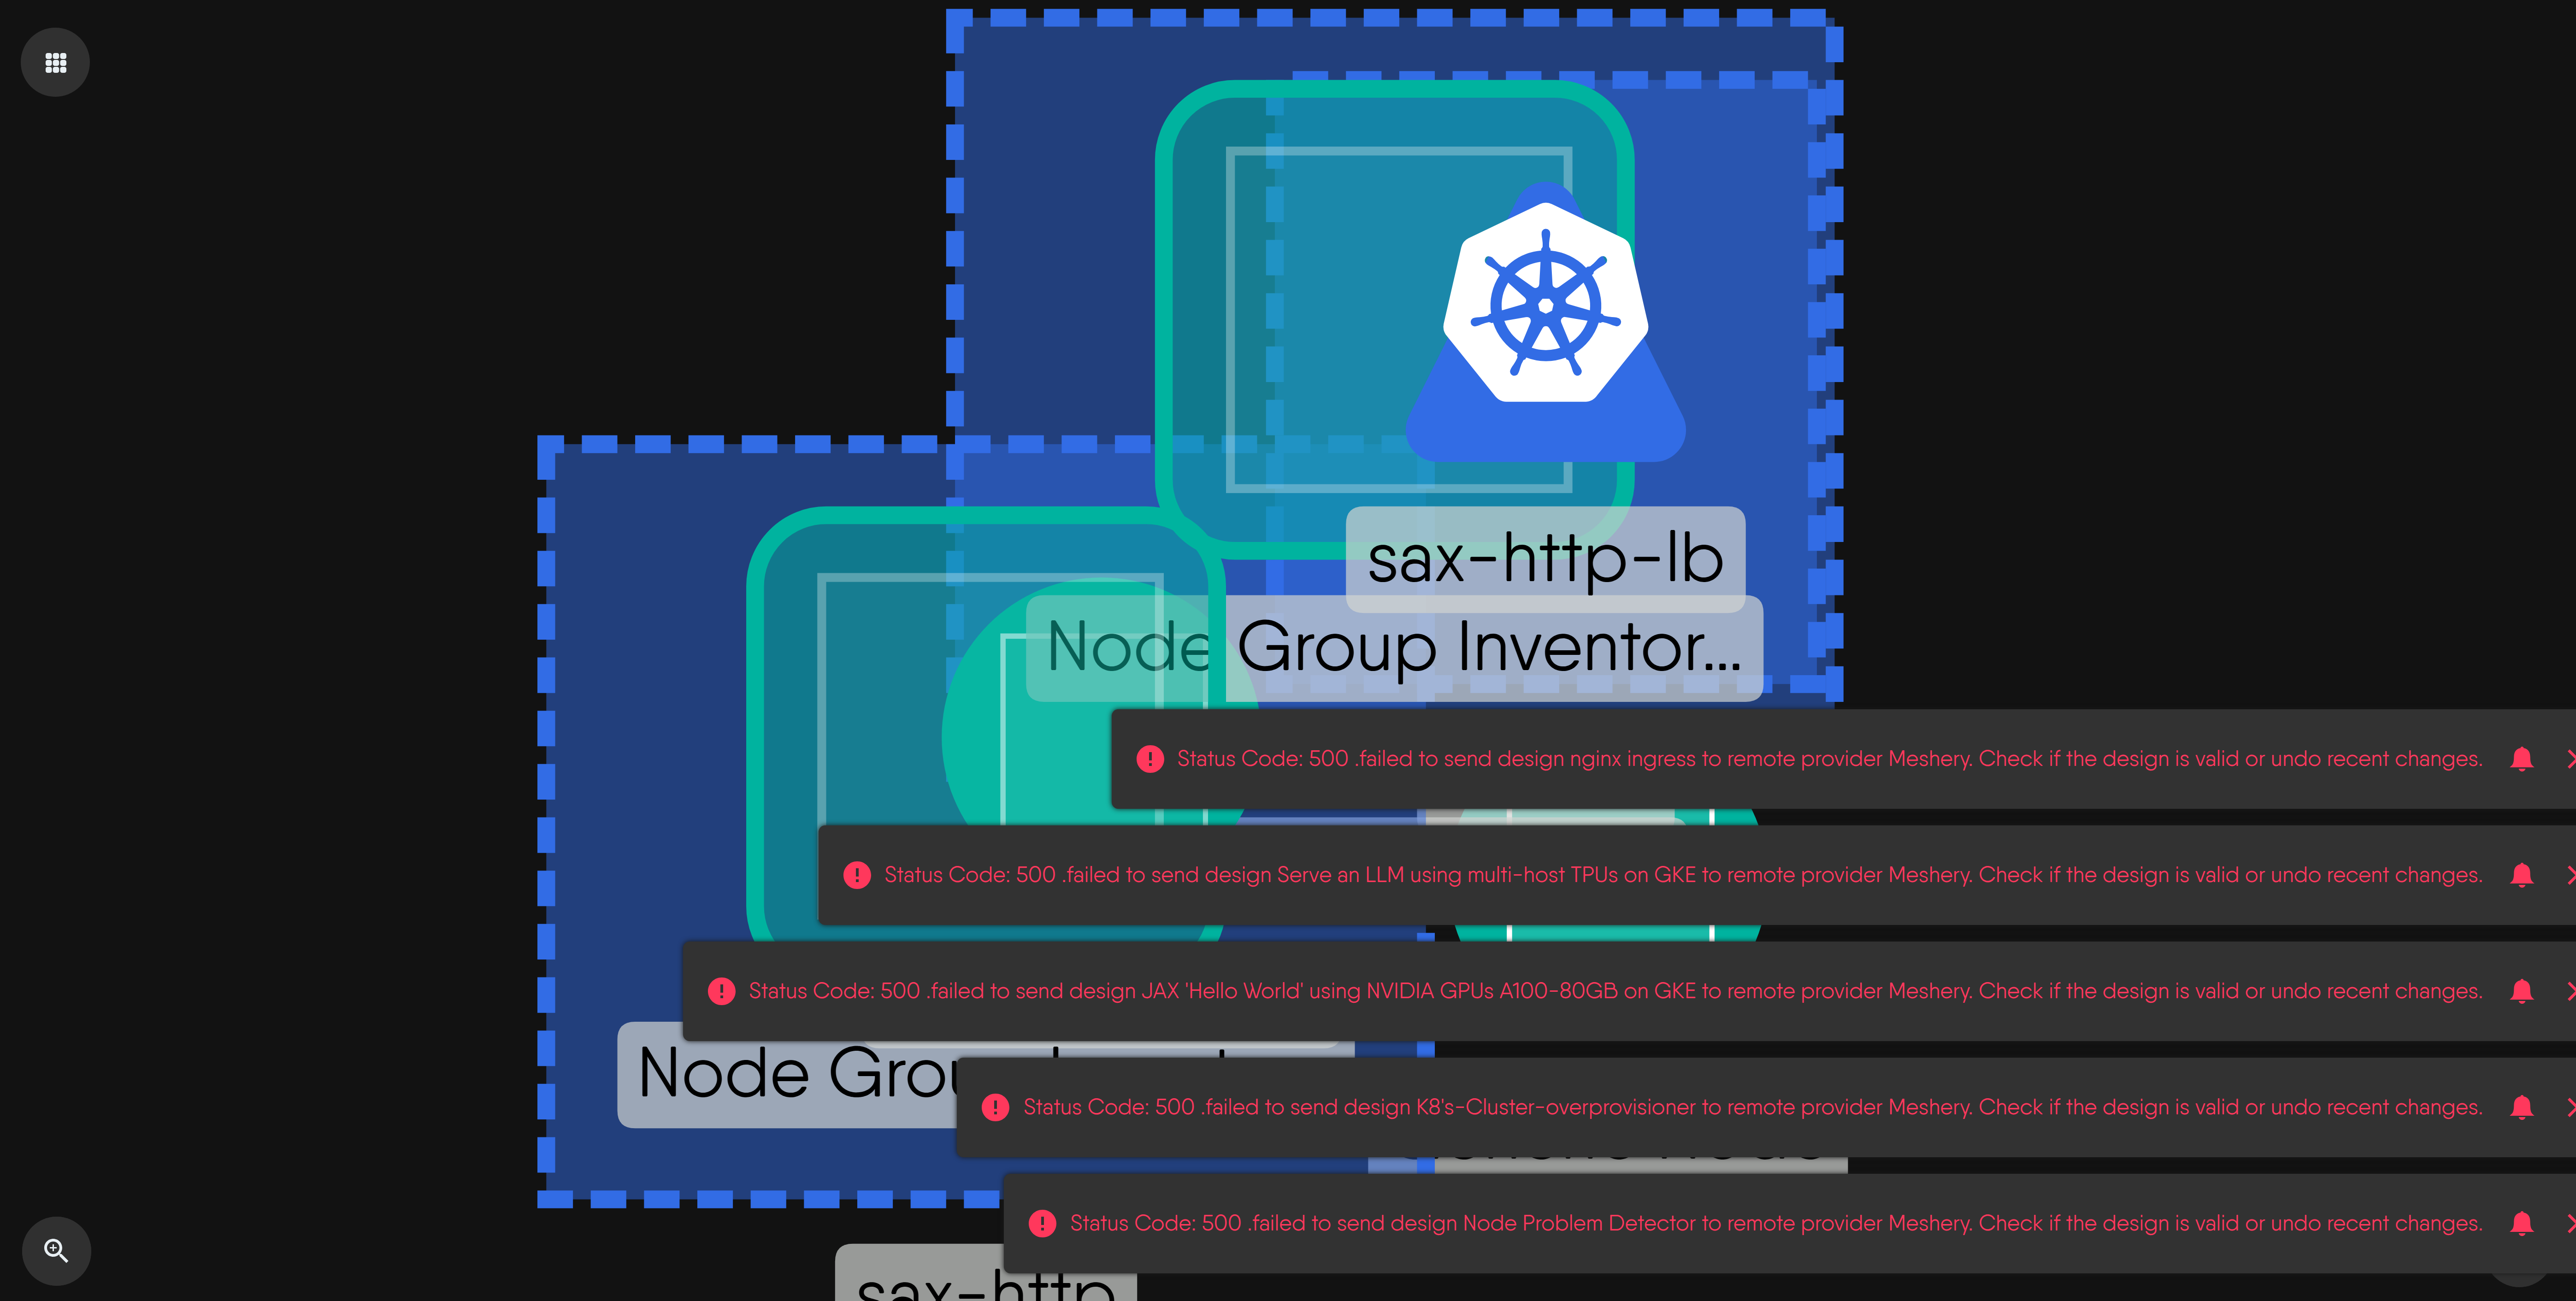 sax-http-lb
Node Group Inventor...
Status Code: 500 .failed to send design nginx ingress to remote provider Meshery. Check if the design is valid or undo recent changes.
Status Code: 500 .failed to send design Serve an LLM using multi-host TPUs on GKE to remote provider Meshery. Check if the design is valid or undo recent changes.
Status Code: 500 .failed to send design JAX 'Hello World' using NVIDIA GPUs A100-80GB on GKE to remote provider Meshery. Check if the design is valid or undo recent changes.
Node
Status Code: 500 .failed to send design K8's-Cluster-overprovisioner to remote provider Meshery. Check if the design is valid or undo recent changes.
Status Code: 500 .failed to send design Node Problem Detector to remote provider Meshery. Check if the design is valid or undo recent changes.
sax-http